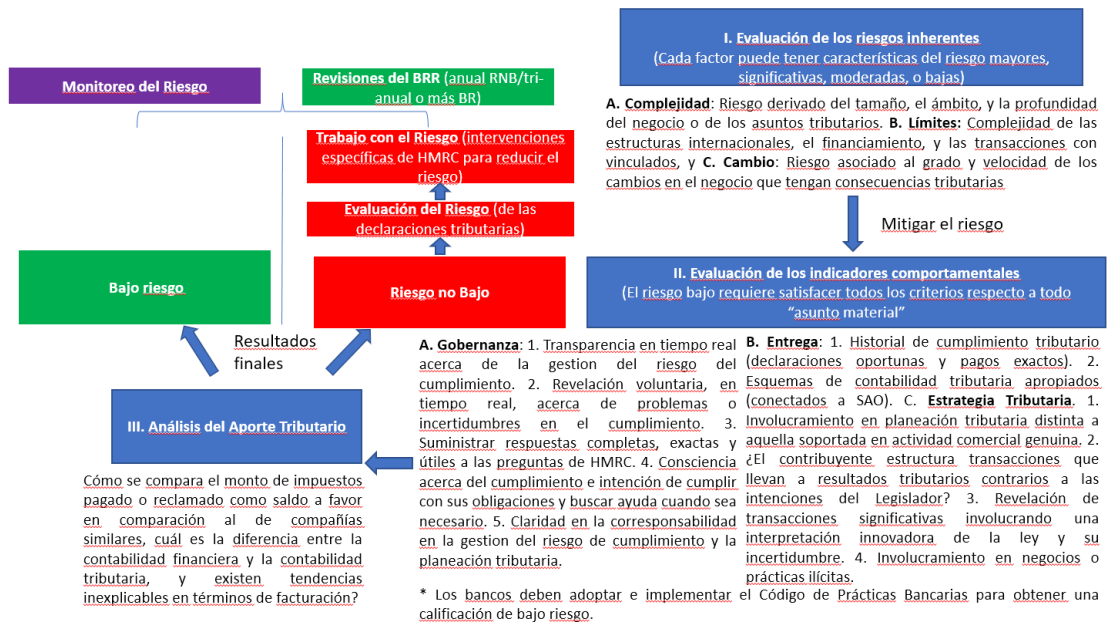 I. Evaluación de los riesgos inherentes
(Cada factor puede tener características del riesgo mayores,
significativas, moderadas, o bajas)
A. Complejidad: Riesgo derivado del tamaño, el ámbito, y la profundidad
del negocio o de los asuntos tributarios. B. Límites: Complejidad de las
estructuras internacionales, el financiamiento, y las transacciones con
vinculados, y C. Cambio: Riesgo asociado al grado y velocidad de los
cambios en el negocio que tengan consecuencias tributarias
Mitigar el riesgo
II. Evaluación de los indicadores comportamentales
(El riesgo bajo requiere satisfacer todos los criterios respecto a todo
“asunto material”
A. Gobernanza: 1. Transparencia en tiempo real
acerca de la gestion del riesgo del
cumplimiento. 2. Revelación voluntaria, en
tiempo real, acerca de problemas o
incertidumbres en el cumplimiento. 3.
Suministrar respuestas completas, exactas y
útiles a las preguntas de HMRC. 4. Consciencia
acerca del cumplimiento e intención de cumplir
con sus obligaciones y buscar ayuda cuando sea
necesario. 5. Claridad en la corresponsabilidad
en la gestion del riesgo de cumplimiento y la
planeación tributaria.
B. Entrega: 1. Historial de cumplimiento tributario
(declaraciones oportunas y pagos exactos). 2.
Esquemas de contabilidad tributaria apropiados
(conectados a SAO). C. Estrategia Tributaria. 1.
Involucramiento en planeación tributaria distinta a
aquella soportada en actividad comercial genuina. 2.
¿El contribuyente estructura transacciones que
llevan a resultados tributarios contrarios a las
intenciones del Legislador? 3. Revelación de
transacciones significativas involucrando una
interpretación innovadora de la ley y su
incertidumbre. 4. Involucramiento en negocios o
prácticas ilícitas.
* Los bancos deben adoptar e implementar el Código de Prácticas Bancarias para obtener una
calificación de bajo riesgo.
III. Análisis del Aporte Tributario
Cómo se compara el monto de impuestos
pagado o reclamado como saldo a favor
en comparación al de compañías
similares, cuál es la diferencia entre la
contabilidad financiera y la contabilidad
tributaria, y existen tendencias
inexplicables en términos de facturación?
Resultados
finales
Bajo riesgo
Riesgo no Bajo
Evaluación del Riesgo (de las
declaraciones tributarias)
Trabajo con el Riesgo (intervenciones
específicas de HMRC para reducir el
riesgo)
Monitoreo del Riesgo
Revisiones del BRR (anual RNB/tri-
anual o más BR)